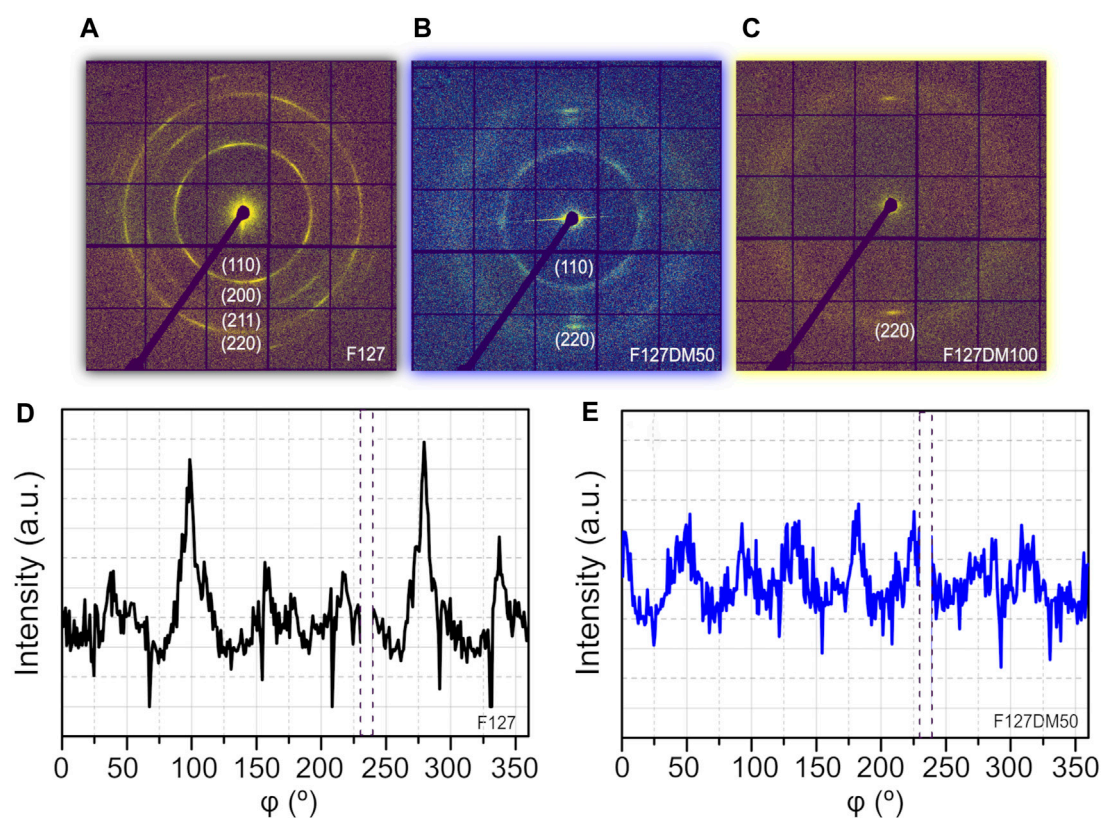 A
B
C
(110)
(200)
(211)
(220)
F127
(110)
(220)
F127DM50
(220)
F127DM100
D
Intensity (a.u.)
F127
0 50 100 150 200 250 300 350
φ (º)
E
Intensity (a.u.)
F127DM50
0 50 100 150 200 250 300 350
φ (º)